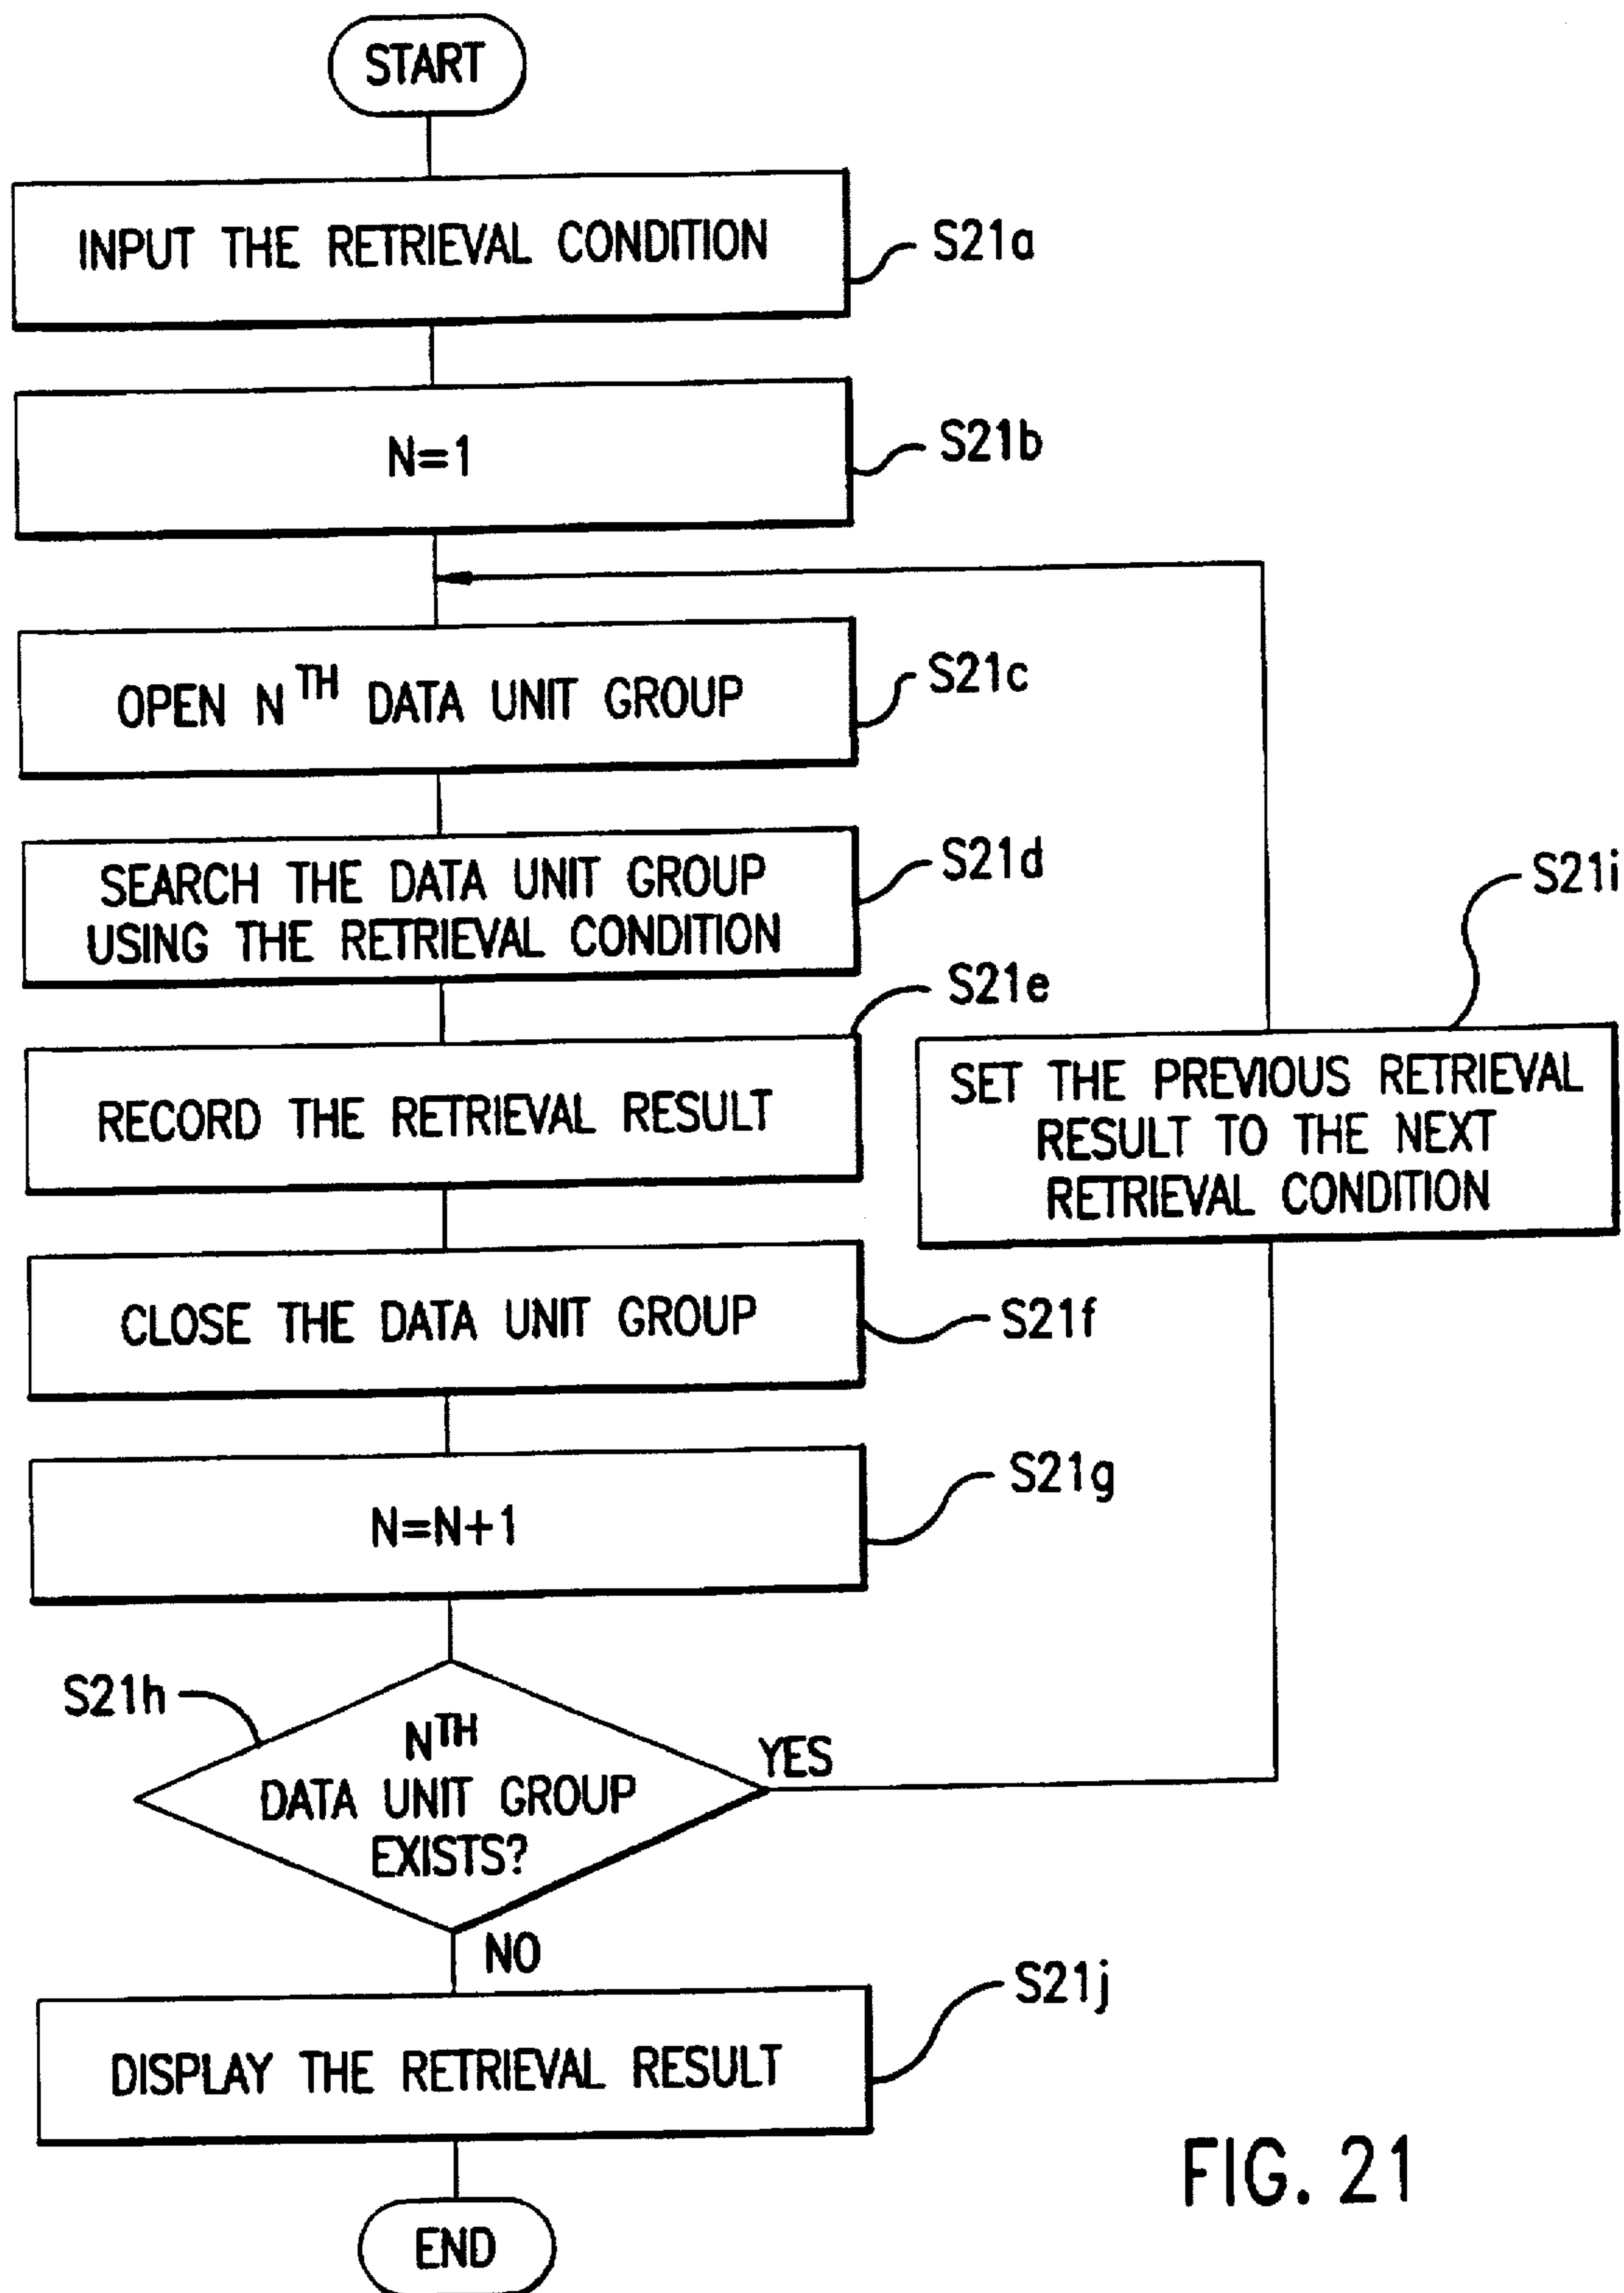 START
INPUT THE RETRIEVAL CONDITION
S21a
N=1
S21b
OPEN NTH DATA UNIT GROUP
S21c
SEARCH THE DATA UNIT GROUP
USING THE RETRIEVAL CONDITION
S21d
RECORD THE RETRIEVAL RESULT
S21e
SET THE PREVIOUS RETRIEVAL
RESULT TO THE NEXT
RETRIEVAL CONDITION
S21i
CLOSE THE DATA UNIT GROUP
S21f
N=N+1
S21g
S21h
NTH
DATA UNIT GROUP
EXISTS?
YES
NO
DISPLAY THE RETRIEVAL RESULT
S21j
END
FIG. 21